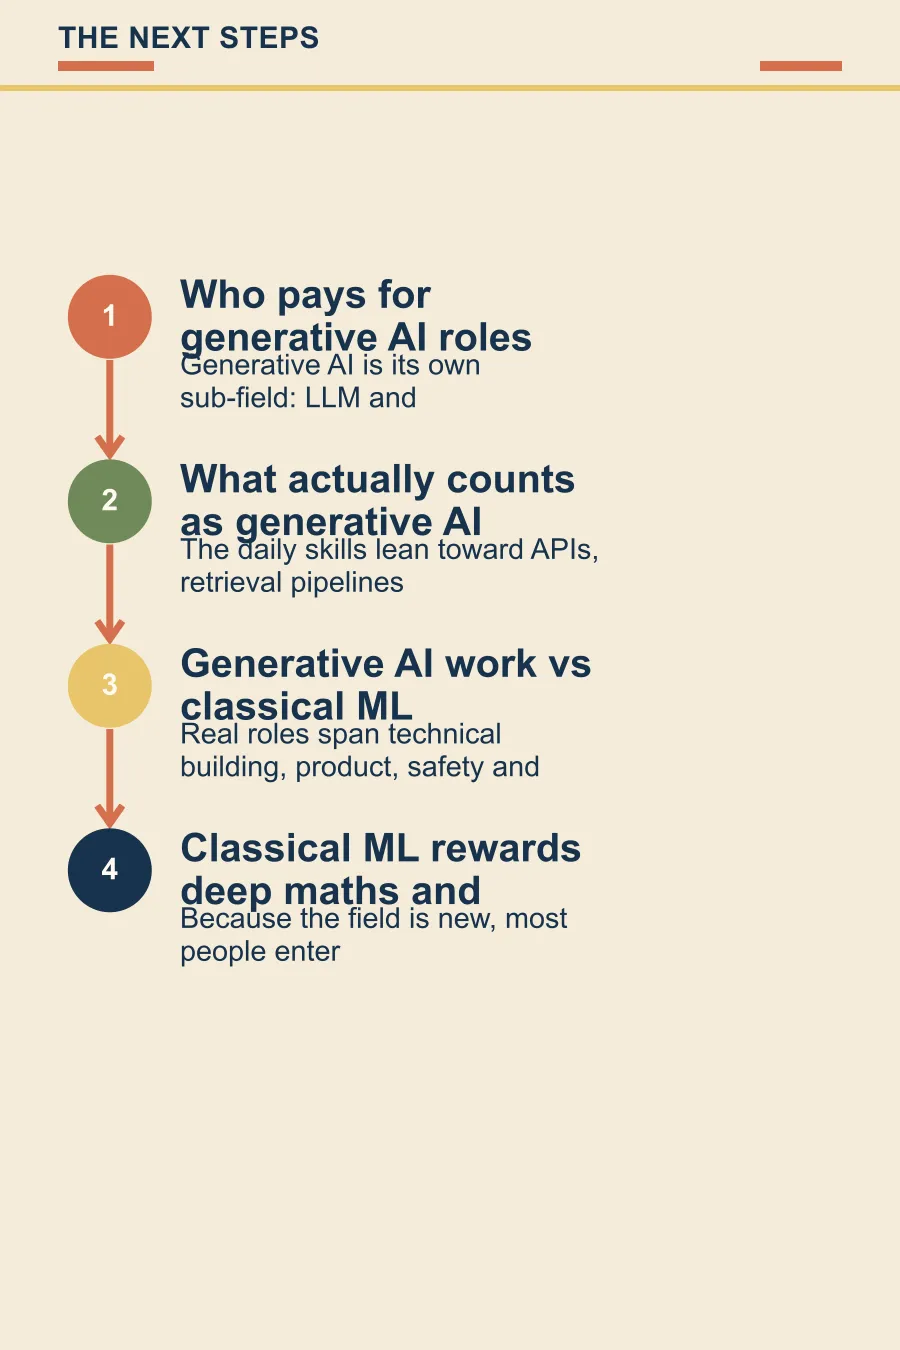 THE NEXT STEPS
1
Who pays for
generative AI roles
Generative AI is its own
sub-field: LLM and
2
What actually counts
as generative AI
The daily skills lean toward APIs,
retrieval pipelines
3
Generative AI work vs
classical ML
Real roles span technical
building, product, safety and
4
Classical ML rewards
deep maths and
Because the field is new, most
people enter